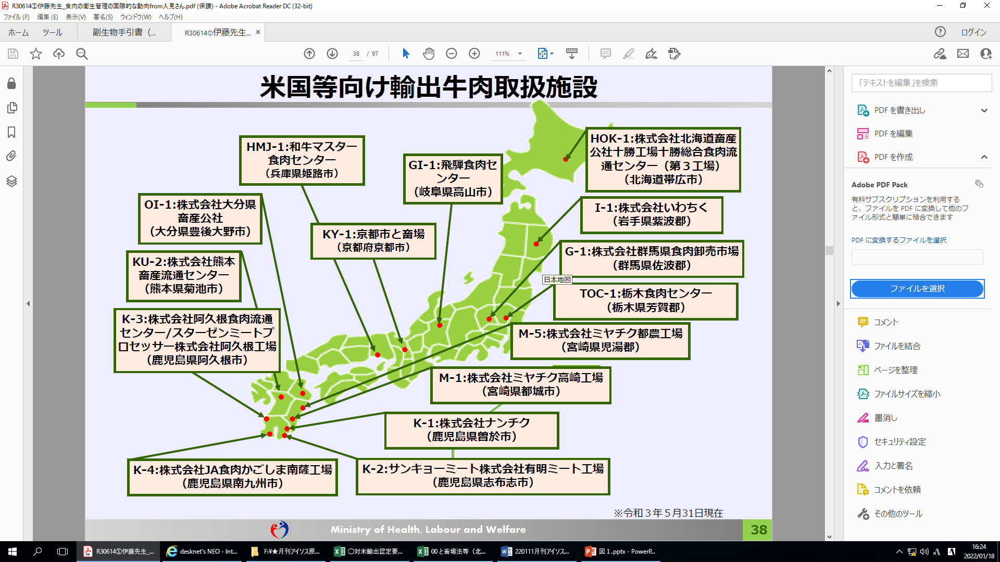 R30614①伊藤先生_食肉の衛生管理の国際的な動向from人見さん.pdf (保護) - Adobe Acrobat Reader DC (32-bit)
ファイル(F) 編集(E) 表示(V) 署名(S) ウィンドウ(W) ヘルプ(H)
ホーム ツール 副生物手引書（... R30614①伊藤先生... × ログイン
38 / 97 111%
米国等向け輸出牛肉取扱施設
HOK-1:株式会社北海道畜産
公社十勝工場十勝総合食肉流
通センター（第３工場）
（北海道帯広市）
HMJ-1:和牛マスター
食肉センター
（兵庫県姫路市）
GI-1:飛騨食肉セ
ンター
（岐阜県高山市）
OI-1:株式会社大分県
畜産公社
（大分県豊後大野市）
I-1:株式会社いわちく
（岩手県紫波郡）
KY-1:京都市と畜場
（京都府京都市）
G-1:株式会社群馬県食肉卸売市場
（群馬県佐波郡）
KU-2:株式会社熊本
畜産流通センター
（熊本県菊池市）
日本地図
TOC-1:栃木食肉センター
（栃木県芳賀郡）
K-3:株式会社阿久根食肉流通
センター/スターゼンミートプ
ロセッサー株式会社阿久根工場
（鹿児島県阿久根市）
M-5:株式会社ミヤチク都農工場
（宮崎県児湯郡）
M-1:株式会社ミヤチク高崎工場
（宮崎県都城市）
K-1:株式会社ナンチク
（鹿児島県曽於市）
K-4:株式会社JA食肉かごしま南薩工場
（鹿児島県南九州市）
K-2:サンキョーミート株式会社有明ミート工場
（鹿児島県志布志市）
※令和３年５月31日現在
Ministry of Health, Labour and Welfare
38
「テキストを編集」を検索
PDF を書き出し
PDF を編集
PDF を作成
Adobe PDF Pack
有料サブスクリプションを利用する
と、ファイルを PDF に変換して他のフ
ァイル形式と簡単に結合できます
PDF に変換するファイルを選択
ファイルを選択
コメント
ファイルを結合
ページを整理
ファイルサイズを縮小
墨消し
セキュリティ設定
入力と署名
コメントを依頼
その他のツール
R30614①伊藤先生_...
desknet's NEO - Int...
F:¥★月刊アイソス原...
〇対米輸出認定要...
00と畜場法等（北...
220111月刊アイソス...
図１.pptx - PowerP...
A
16:24
2022/01/18